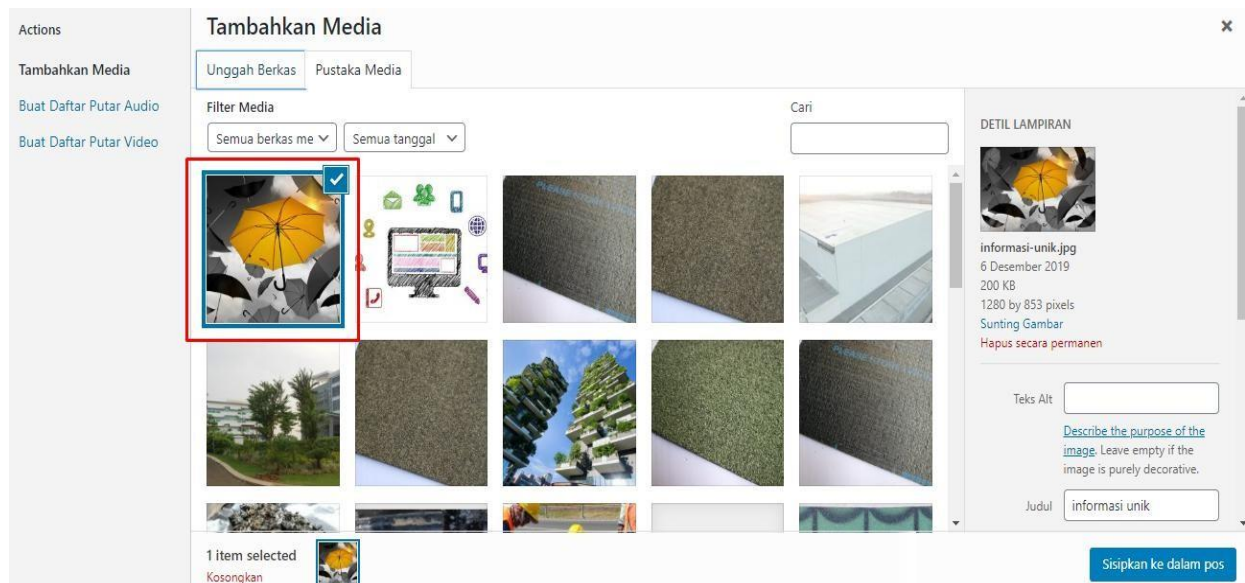 Actions
Tambahkan Media
Buat Daftar Putar Audio
Buat Daftar Putar Video
Tambahkan Media
Unggah Berkas
Pustaka Media
Filter Media
Semua berkas me
Semua tanggal
Cari
DETIL LAMPIRAN
informasi-unik.jpg
6 Desember 2019
200 KB
1280 by 853 pixels
Sunting Gambar
Hapus secara permanen
Teks Alt
Describe the purpose of the
image. Leave empty if the
image is purely decorative.
Judul
informasi unik
1 item selected
Kosongkan
Sisipkan ke dalam pos